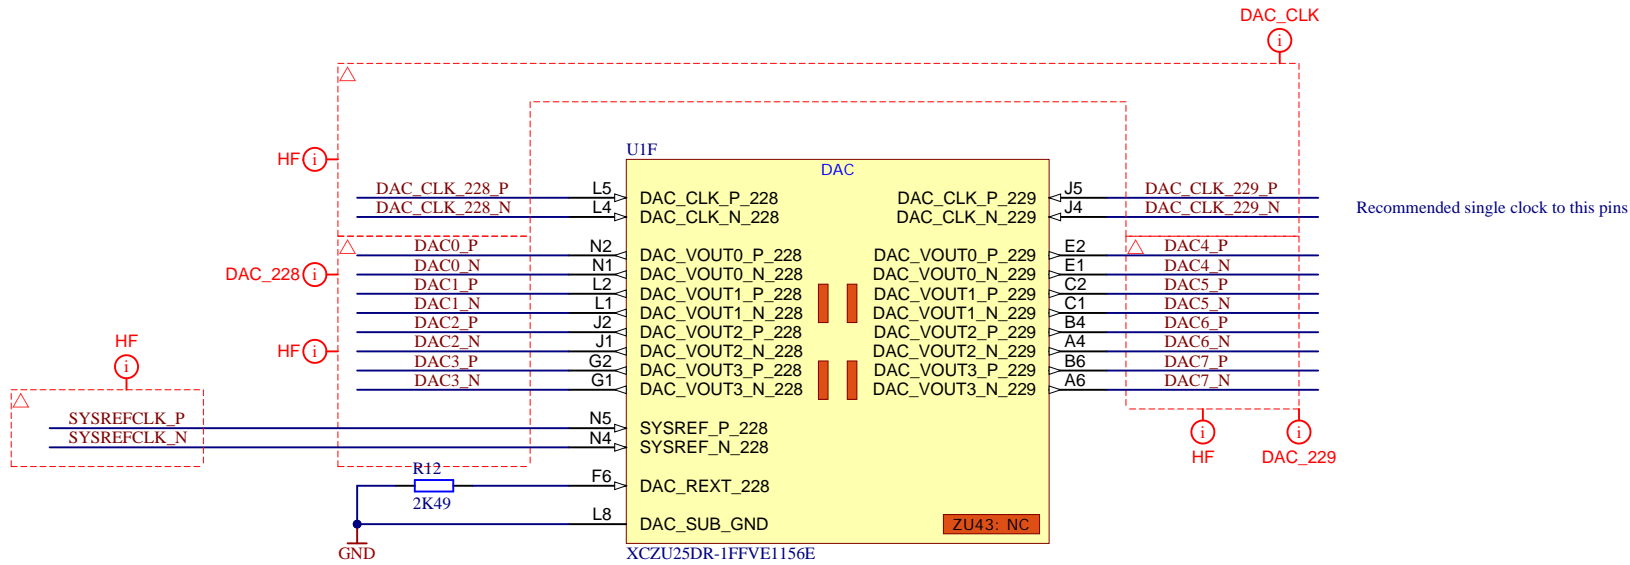 DAC_CLK
i
U1F
DAC
HF i
DAC_CLK_228_P L5 DAC_CLK_P_228 DAC_CLK_P_229 J5 DAC_CLK_229_P
DAC_CLK_228_N L4 DAC_CLK_N_228 DAC_CLK_N_229 J4 DAC_CLK_229_N
Recommended single clock to this pins
DAC0_P N2 DAC_VOUT0_P_228 DAC_VOUT0_P_229 E2 DAC4_P
DAC_228 i
DAC0_N N1 DAC_VOUT0_N_228 DAC_VOUT0_N_229 E1 DAC4_N
DAC1_P L2 DAC_VOUT1_P_228 DAC_VOUT1_P_229 C2 DAC5_P
DAC1_N L1 DAC_VOUT1_N_228 DAC_VOUT1_N_229 C1 DAC5_N
DAC2_P J2 DAC_VOUT2_P_228 DAC_VOUT2_P_229 B4 DAC6_P
HF i
DAC2_N J1 DAC_VOUT2_N_228 DAC_VOUT2_N_229 A4 DAC6_N
DAC3_P G2 DAC_VOUT3_P_228 DAC_VOUT3_P_229 B6 DAC7_P
DAC3_N G1 DAC_VOUT3_N_228 DAC_VOUT3_N_229 A6 DAC7_N
HF
i
SYSREFCLK_P N5 SYSREF_P_228
SYSREFCLK_N N4 SYSREF_N_228
i
HF
i
DAC_229
R12
2K49
F6 DAC_REXT_228
L8 DAC_SUB_GND
ZU43: NC
GND
XCZU25DR-1FFVE1156E